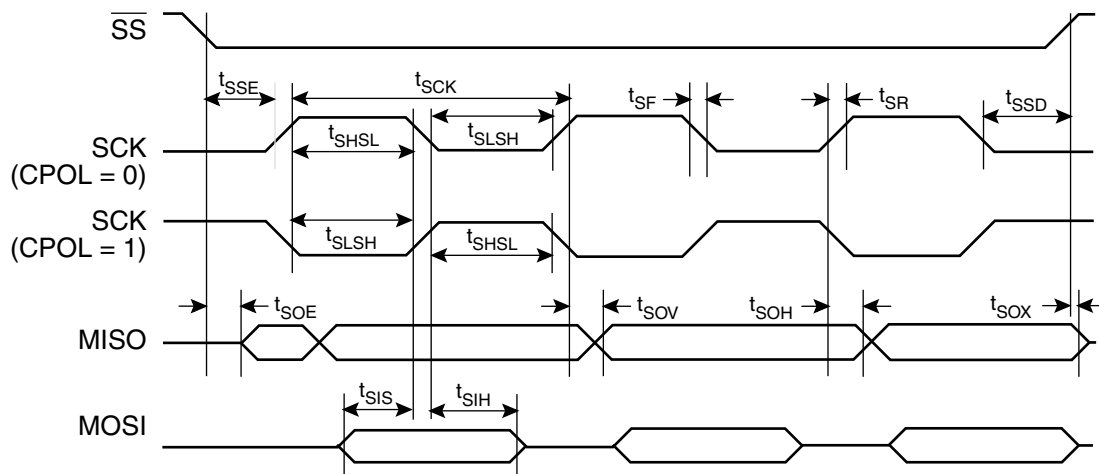 SS
tSSE
tSCK
tSF
tSR
tSSD
SCK
(CPOL = 0)
tSHSL
tSLSH
SCK
(CPOL = 1)
tSLSH
tSHSL
MISO
tSOE
tSOV
tSOH
tSOX
MOSI
tSIS
tSIH